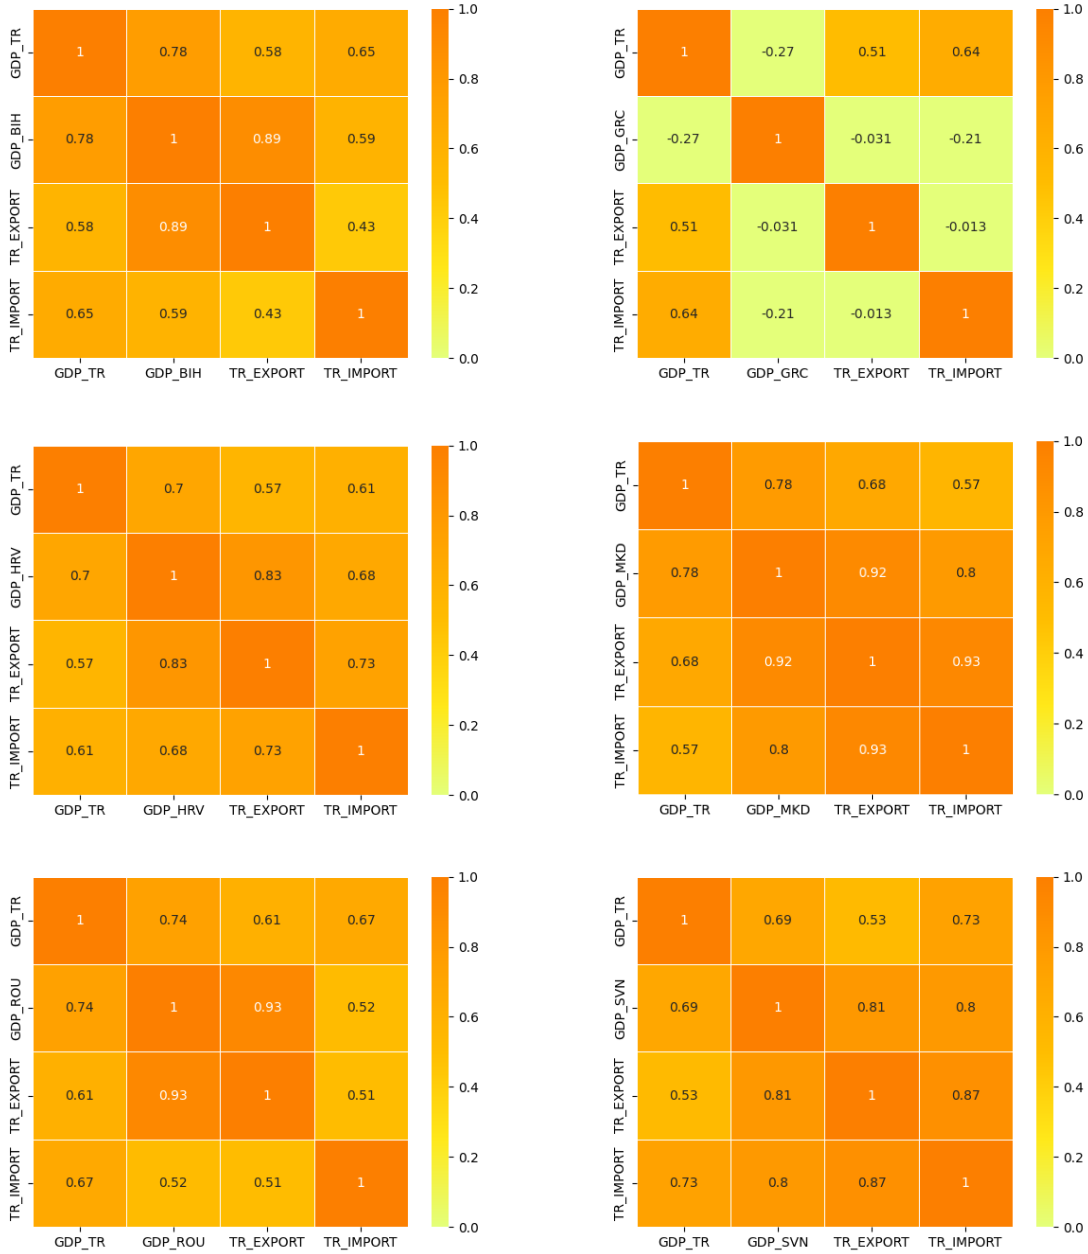 GDP_TR 1 0.78 0.58 0.65
GDP_BIH 0.78 1 0.89 0.59
TR_EXPORT 0.58 0.89 1 0.43
TR_IMPORT 0.65 0.59 0.43 1
GDP_TR GDP_BIH TR_EXPORT TR_IMPORT
1.0
0.8
0.6
0.4
0.2
0.0
GDP_TR 1 -0.27 0.51 0.64
GDP_GRC -0.27 1 -0.031 -0.21
TR_EXPORT 0.51 -0.031 1 -0.013
TR_IMPORT 0.64 -0.21 -0.013 1
GDP_TR GDP_GRC TR_EXPORT TR_IMPORT
1.0
0.8
0.6
0.4
0.2
0.0
GDP_TR 1 0.7 0.57 0.61
GDP_HRV 0.7 1 0.83 0.68
TR_EXPORT 0.57 0.83 1 0.73
TR_IMPORT 0.61 0.68 0.73 1
GDP_TR GDP_HRV TR_EXPORT TR_IMPORT
1.0
0.8
0.6
0.4
0.2
0.0
GDP_TR 1 0.78 0.68 0.57
GDP_MKD 0.78 1 0.92 0.8
TR_EXPORT 0.68 0.92 1 0.93
TR_IMPORT 0.57 0.8 0.93 1
GDP_TR GDP_MKD TR_EXPORT TR_IMPORT
1.0
0.8
0.6
0.4
0.2
0.0
GDP_TR 1 0.74 0.61 0.67
GDP_ROU 0.74 1 0.93 0.52
TR_EXPORT 0.61 0.93 1 0.51
TR_IMPORT 0.67 0.52 0.51 1
GDP_TR GDP_ROU TR_EXPORT TR_IMPORT
1.0
0.8
0.6
0.4
0.2
0.0
GDP_TR 1 0.69 0.53 0.73
GDP_SVN 0.69 1 0.81 0.8
TR_EXPORT 0.53 0.81 1 0.87
TR_IMPORT 0.73 0.8 0.87 1
GDP_TR GDP_SVN TR_EXPORT TR_IMPORT
1.0
0.8
0.6
0.4
0.2
0.0